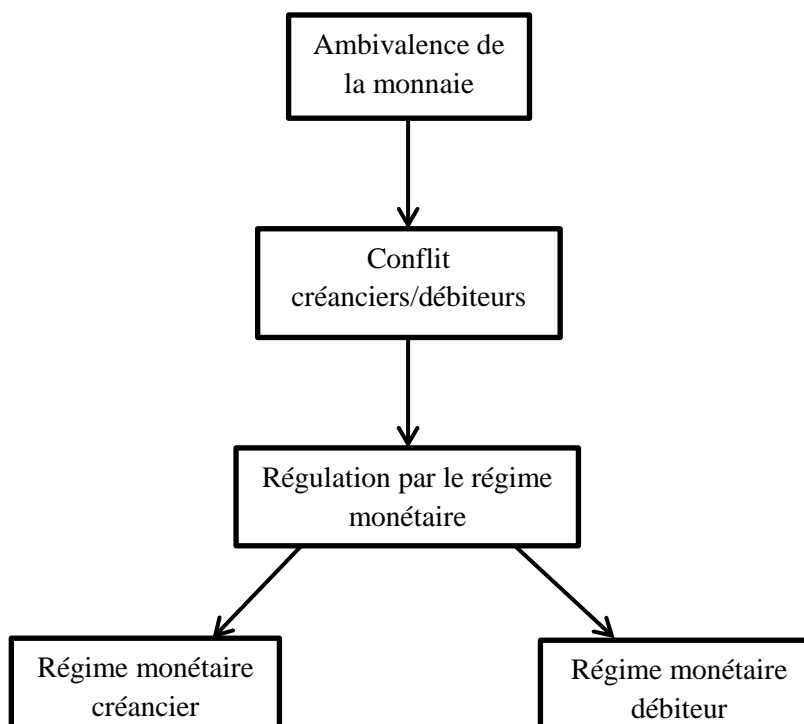 Ambivalence de
la monnaie
Conflit
créanciers/débiteurs
Régulation par le régime
monétaire
Régime monétaire
créancier
Régime monétaire
débiteur